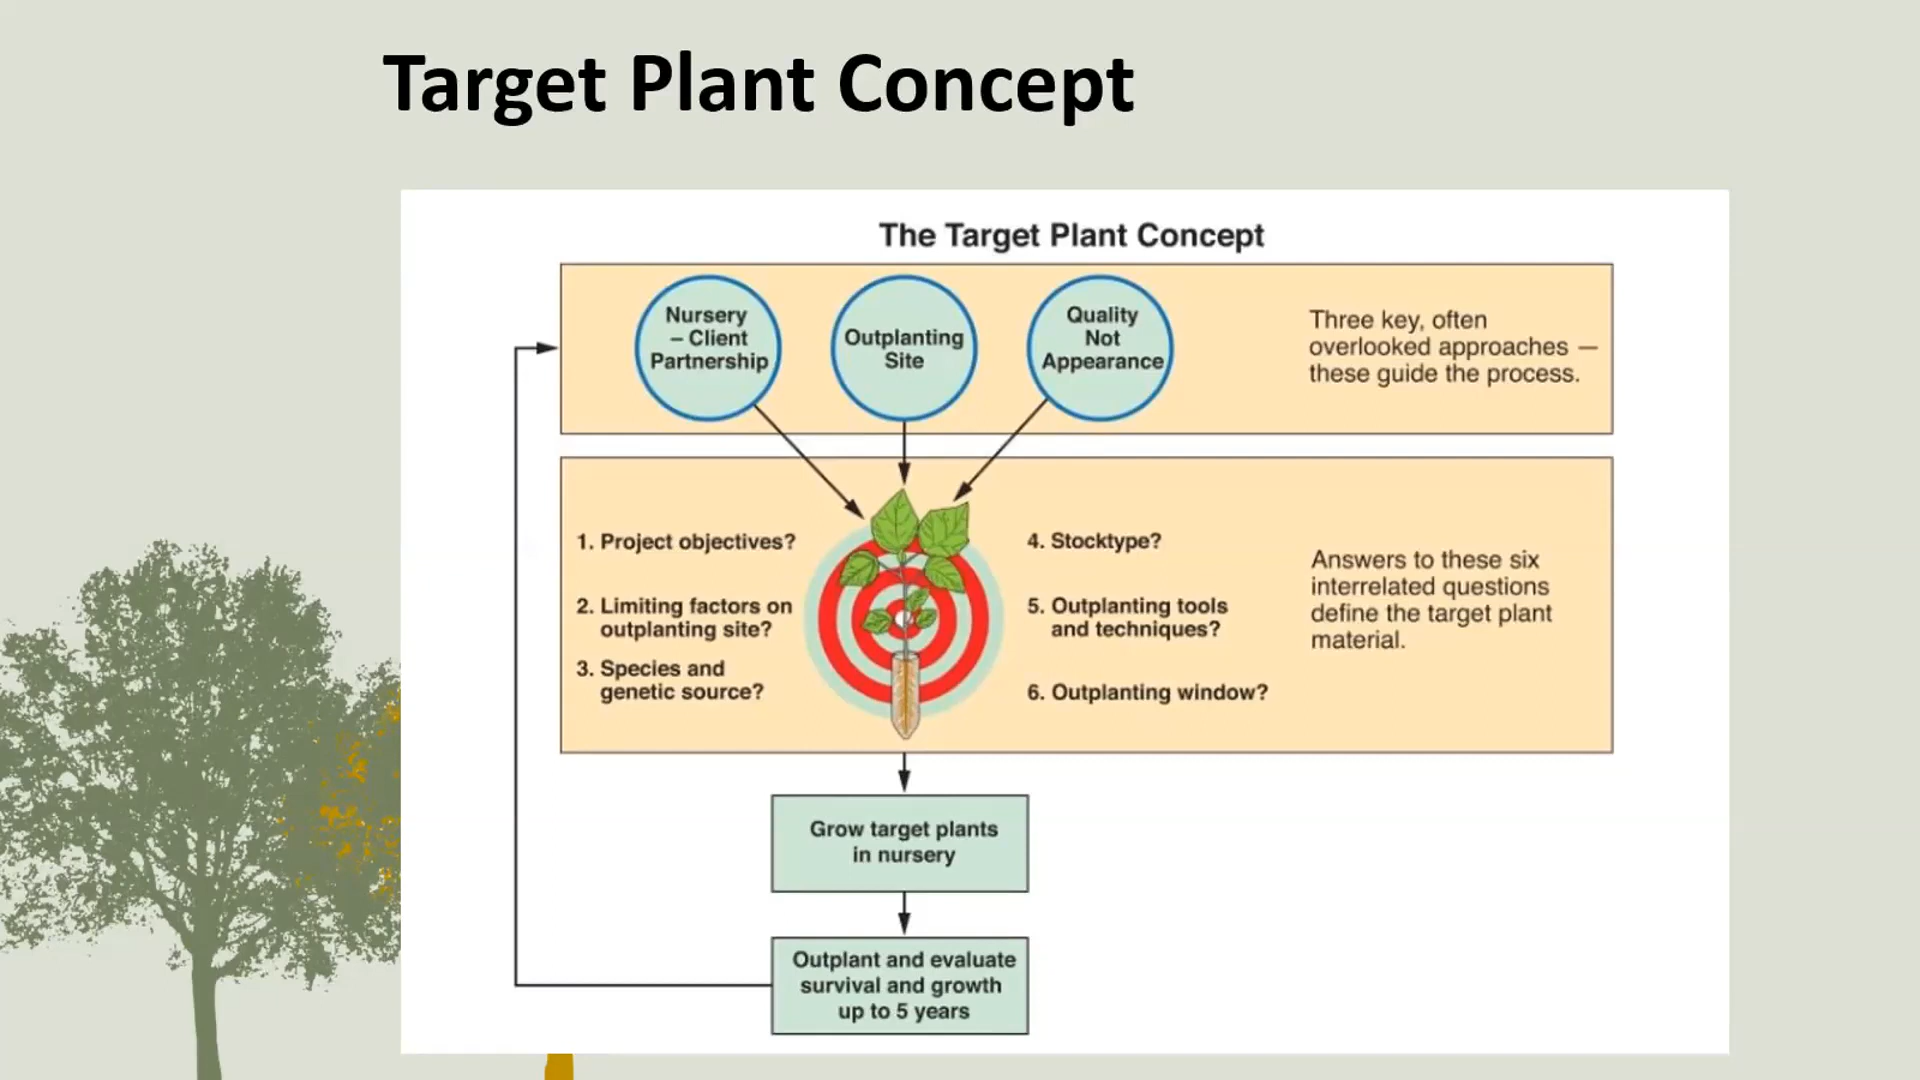 Target Plant Concept
The Target Plant Concept
Nursery
– Client
Partnership
Outplanting
Site
Quality
Not
Appearance
Three key, often
overlooked approaches —
these guide the process.
1. Project objectives?
2. Limiting factors on
outplanting site?
3. Species and
genetic source?
4. Stocktype?
5. Outplanting tools
and techniques?
6. Outplanting window?
Answers to these six
interrelated questions
define the target plant
material.
Grow target plants
in nursery
Outplant and evaluate
survival and growth
up to 5 years